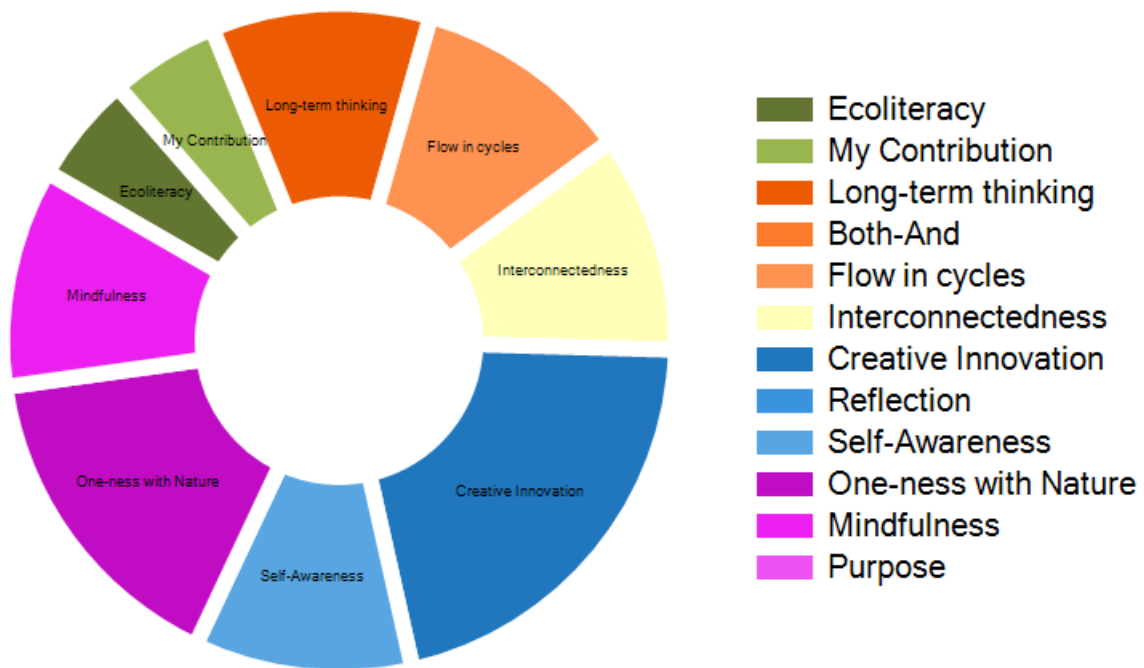 Long-term thinking
My Contribution
Flow in cycles
Ecoliteracy
Interconnectedness
Mindfulness
One-ness with Nature
Creative Innovation
Self-Awareness
Ecoliteracy
My Contribution
Long-term thinking
Both-And
Flow in cycles
Interconnectedness
Creative Innovation
Reflection
Self-Awareness
One-ness with Nature
Mindfulness
Purpose